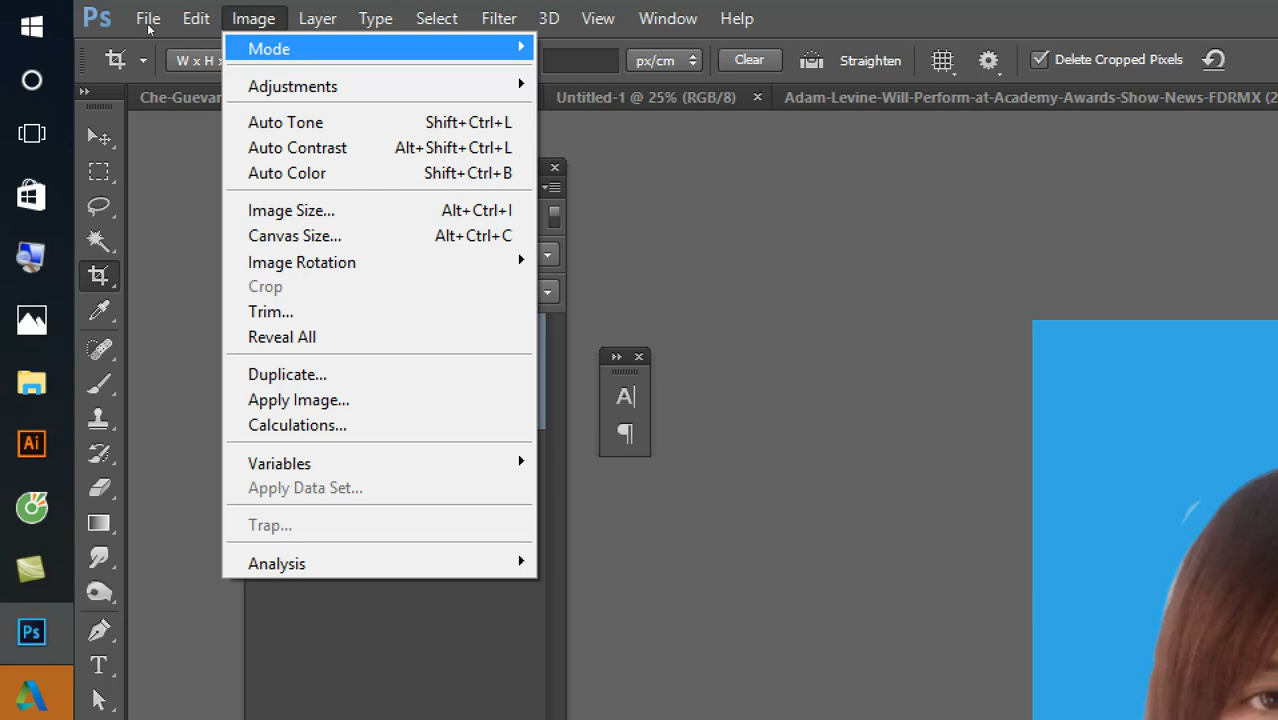 Ps File Edit Image Layer Type Select Filter 3D View Window Help
W x H px/cm Clear Straighten Delete Cropped Pixels
Untitled-1 @ 25% (RGB/8) × Adam-Levine-Will-Perform-at-Academy-Awards-Show-News-FDRMX (2
Mode
Adjustments
Auto Tone Shift+Ctrl+L
Auto Contrast Alt+Shift+Ctrl+L
Auto Color Shift+Ctrl+B
Image Size... Alt+Ctrl+I
Canvas Size... Alt+Ctrl+C
Image Rotation
Crop
Trim...
Reveal All
Duplicate...
Apply Image...
Calculations...
Variables
Apply Data Set...
Trap...
Analysis
A
¶
Ai
Ps
T